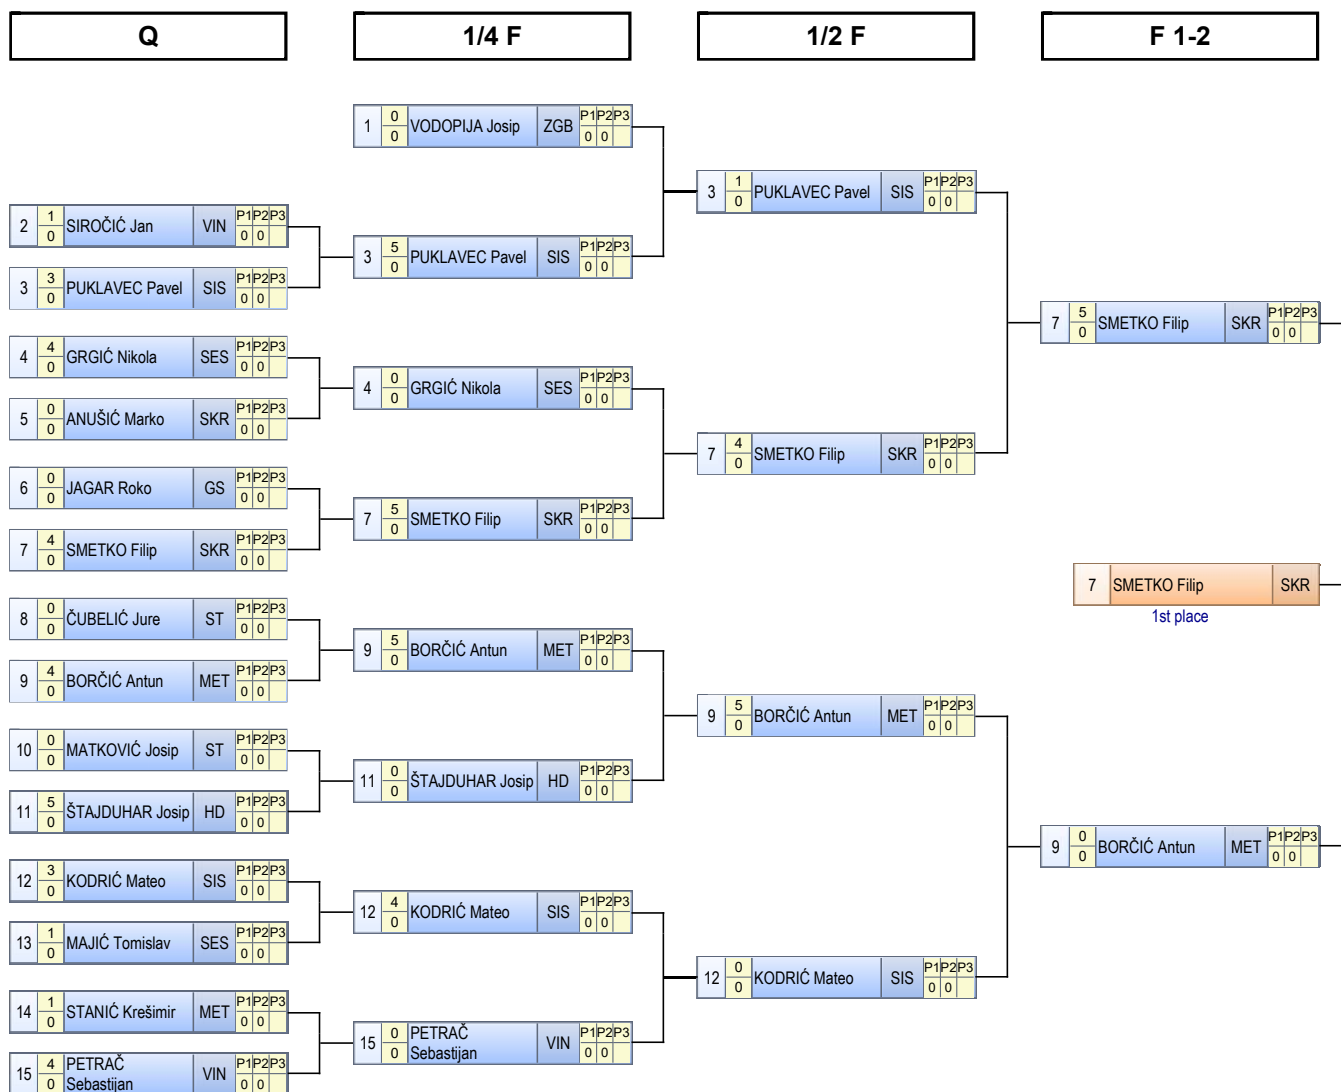 Q 1/4 F 1/2 F F 1-2
1 0 0 VODOPIJA Josip ZGB P1 P2 P3 0 0
3 1 0 PUKLAVEC Pavel SIS P1 P2 P3 0 0
2 1 0 SIROČIĆ Jan VIN P1 P2 P3 0 0
3 5 0 PUKLAVEC Pavel SIS P1 P2 P3 0 0
3 3 0 PUKLAVEC Pavel SIS P1 P2 P3 0 0
7 5 0 SMETKO Filip SKR P1 P2 P3 0 0
4 4 0 GRGIĆ Nikola SES P1 P2 P3 0 0
4 0 0 GRGIĆ Nikola SES P1 P2 P3 0 0
5 0 0 ANUŠIĆ Marko SKR P1 P2 P3 0 0
7 4 0 SMETKO Filip SKR P1 P2 P3 0 0
6 0 0 JAGAR Roko GS P1 P2 P3 0 0
7 5 0 SMETKO Filip SKR P1 P2 P3 0 0
7 4 0 SMETKO Filip SKR P1 P2 P3 0 0
7 SMETKO Filip SKR
1st place
8 0 0 ČUBELIĆ Jure ST P1 P2 P3 0 0
9 5 0 BORČIĆ Antun MET P1 P2 P3 0 0
9 4 0 BORČIĆ Antun MET P1 P2 P3 0 0
9 5 0 BORČIĆ Antun MET P1 P2 P3 0 0
10 0 0 MATKOVIĆ Josip ST P1 P2 P3 0 0
11 0 0 ŠTAJDUHAR Josip HD P1 P2 P3 0 0
11 5 0 ŠTAJDUHAR Josip HD P1 P2 P3 0 0
9 0 0 BORČIĆ Antun MET P1 P2 P3 0 0
12 3 0 KODRIĆ Mateo SIS P1 P2 P3 0 0
12 4 0 KODRIĆ Mateo SIS P1 P2 P3 0 0
13 1 0 MAJIĆ Tomislav SES P1 P2 P3 0 0
12 0 0 KODRIĆ Mateo SIS P1 P2 P3 0 0
14 1 0 STANIĆ Krešimir MET P1 P2 P3 0 0
15 0 0 PETRAČ Sebastijan VIN P1 P2 P3 0 0
15 4 0 PETRAČ Sebastijan VIN P1 P2 P3 0 0